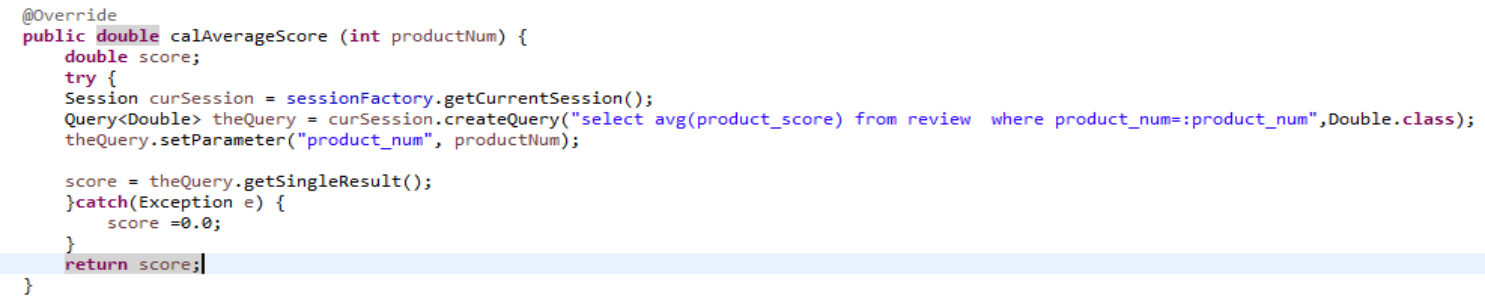 @Override
public double calAverageScore (int productNum) {
    double score;
    try {
    Session curSession = sessionFactory.getCurrentSession();
    Query<Double> theQuery = curSession.createQuery("select avg(product_score) from review  where product_num=:product_num",Double.class);
    theQuery.setParameter("product_num", productNum);

    score = theQuery.getSingleResult();
    }catch(Exception e) {
        score =0.0;
    }
    return score;
}